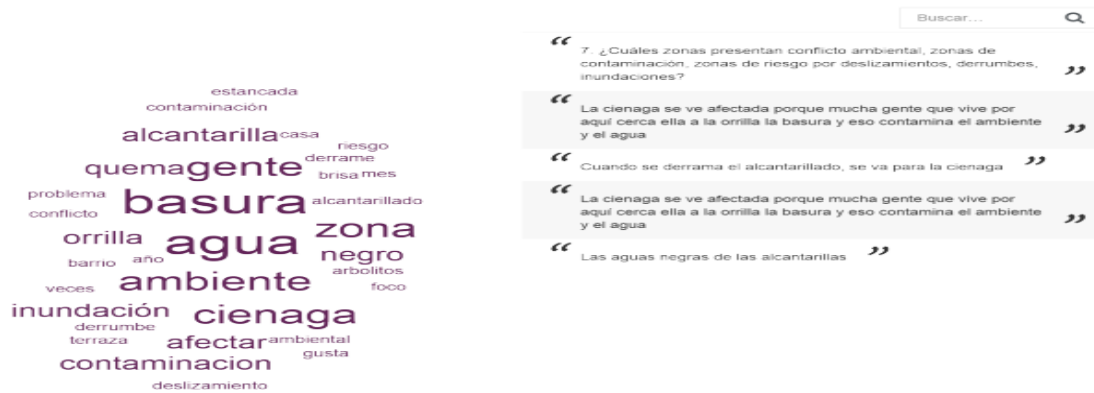 estancada
contaminación
alcantarilla casa
riesgo
quema gente derrame
brisa mes
problema basura alcantarillado
conflicto
orrilla agua zona
negro
barrio año
arbolitos
veces ambiente foco
inundación cienaga
derrumbe
terraza afectar ambiental
gusta
contaminacion
deslizamiento
Buscar...
“ 7. ¿Cuáles zonas presentan conflicto ambiental, zonas de
contaminación, zonas de riesgo por deslizamientos, derrumbes,
inundaciones? ”
“ La cienaga se ve afectada porque mucha gente que vive por
aquí cerca ella a la orrilla la basura y eso contamina el ambiente
y el agua ”
“ Cuando se derrama el alcantarillado, se va para la cienaga ”
“ La cienaga se ve afectada porque mucha gente que vive por
aquí cerca ella a la orrilla la basura y eso contamina el ambiente
y el agua ”
“ Las aguas negras de las alcantarillas ”